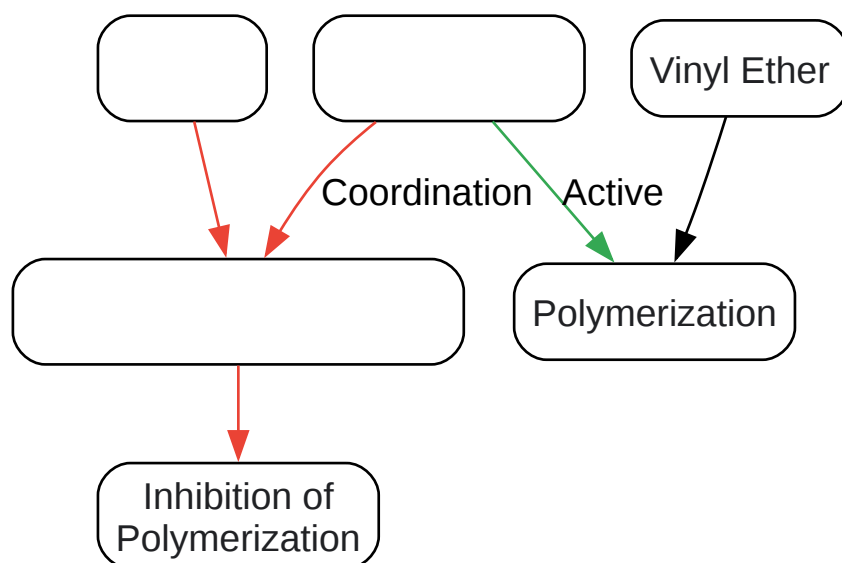 Vinyl Ether
Coordination
Active
Polymerization
Inhibition of
Polymerization